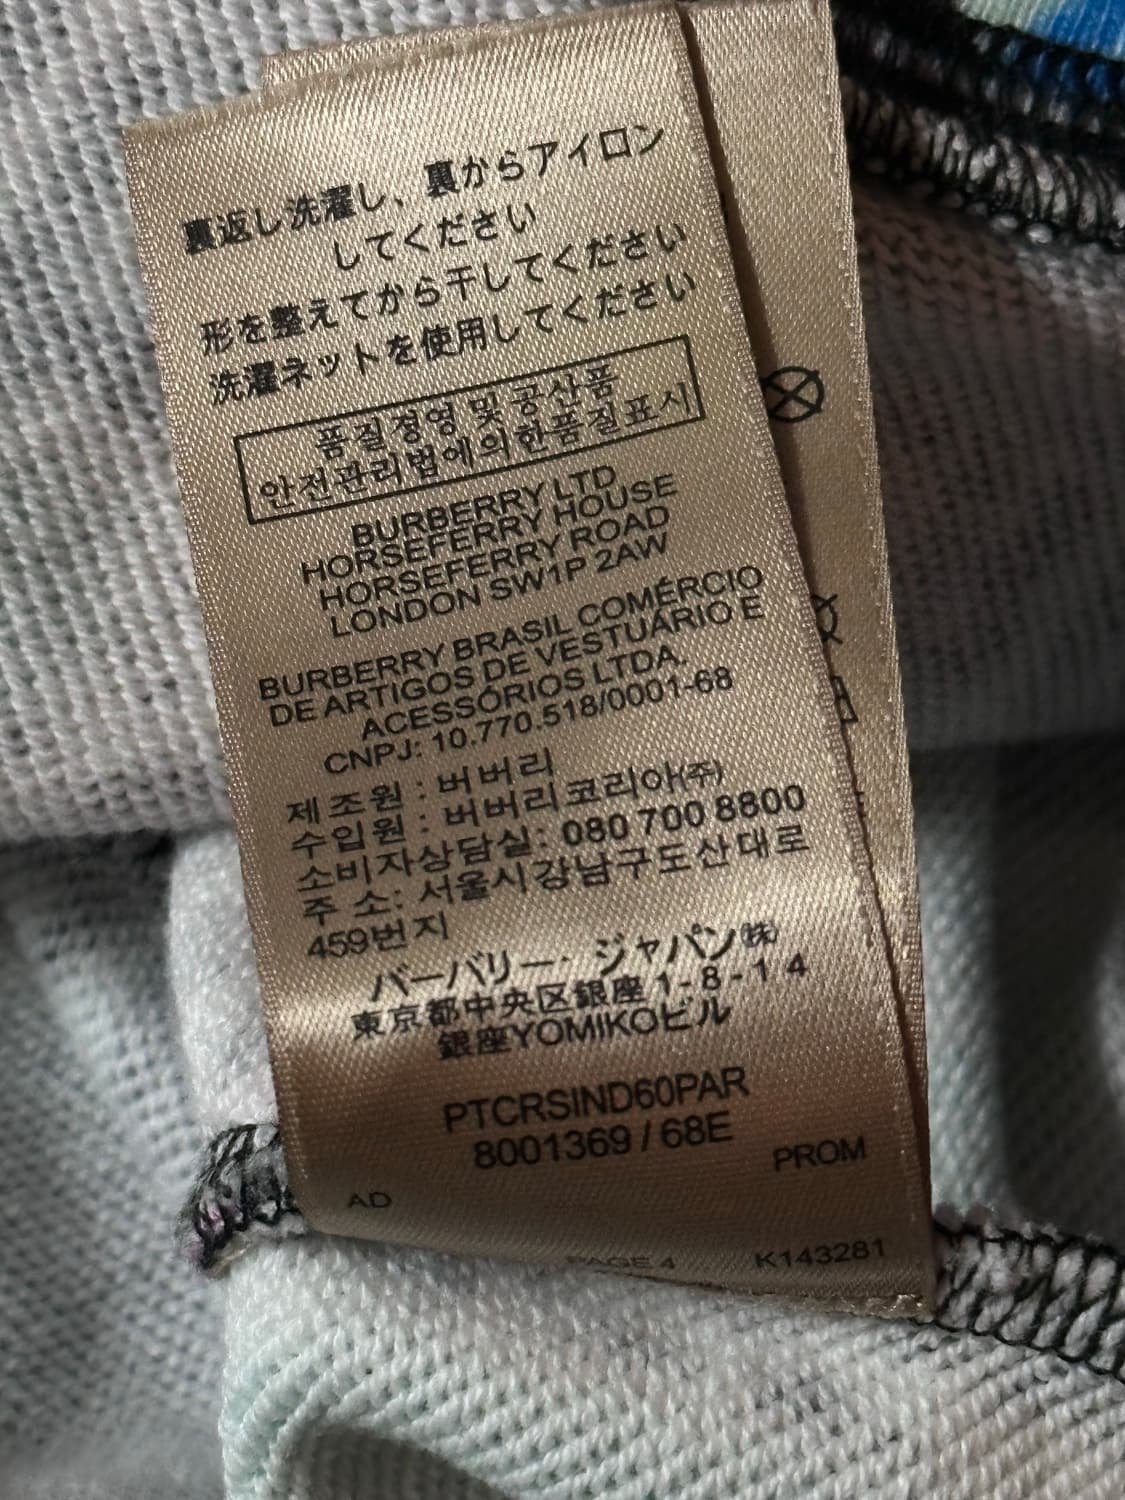 裏返し洗濯し、裏からアイロン
してください
形を整えてから干してください
洗濯ネットを使用してください
품질경영 및 공산품
안전관리법에의한품질표시
BURBERRY LTD
HORSEFERRY HOUSE
HORSEFERRY ROAD
LONDON SW1P 2AW
BURBERRY BRASIL COMÉRCIO
DE ARTIGOS DE VESTUÁRIO E
ACESSÓRIOS LTDA.
CNPJ: 10.770.518/0001-68
제조원 : 버버리
수입원 : 버버리코리아(주)
소비자상담실: 080 700 8800
주 소: 서울시강남구도산대로
459번지
バーバリー・ジャパン㈱
東京都中央区銀座1-8-14
銀座YOMIKOビル
PTCRSIND60PAR
8001369 / 68E
PROM
AD
PAGE 4
K143281